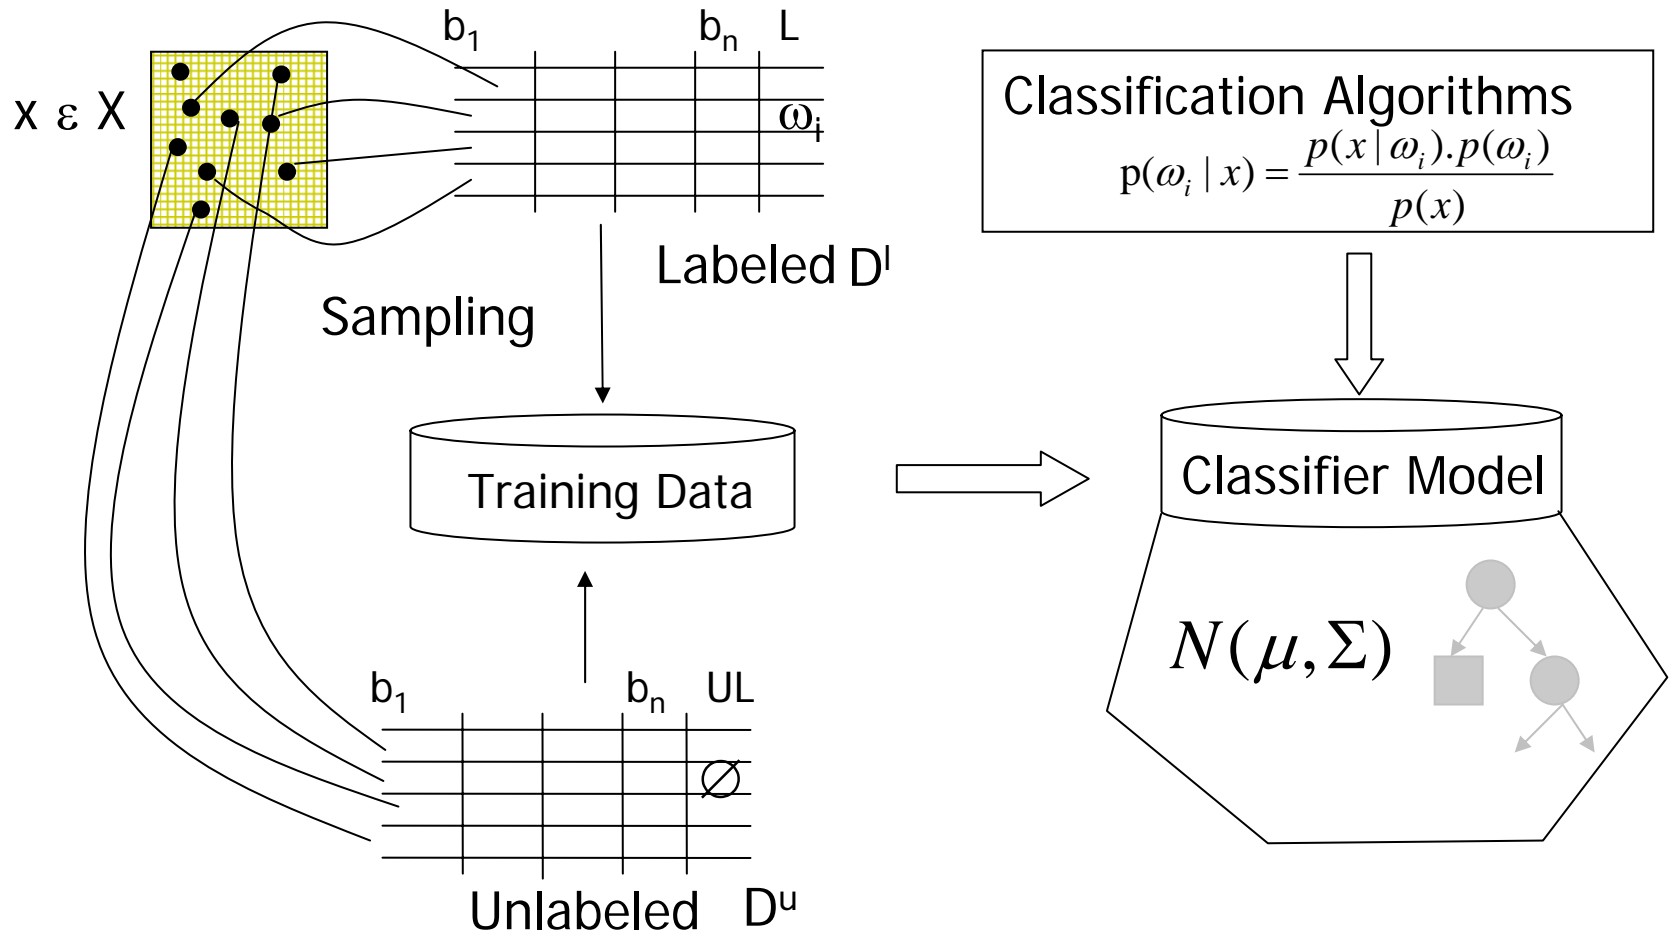 b₁ bₙ L
x ε X
ωᵢ
Labeled Dˡ
Sampling
Training Data
b₁ bₙ UL
∅
Unlabeled Dᵘ
Classification Algorithms
p(ωᵢ | x) = p(x | ωᵢ).p(ωᵢ) / p(x)
Classifier Model
N(μ, Σ)